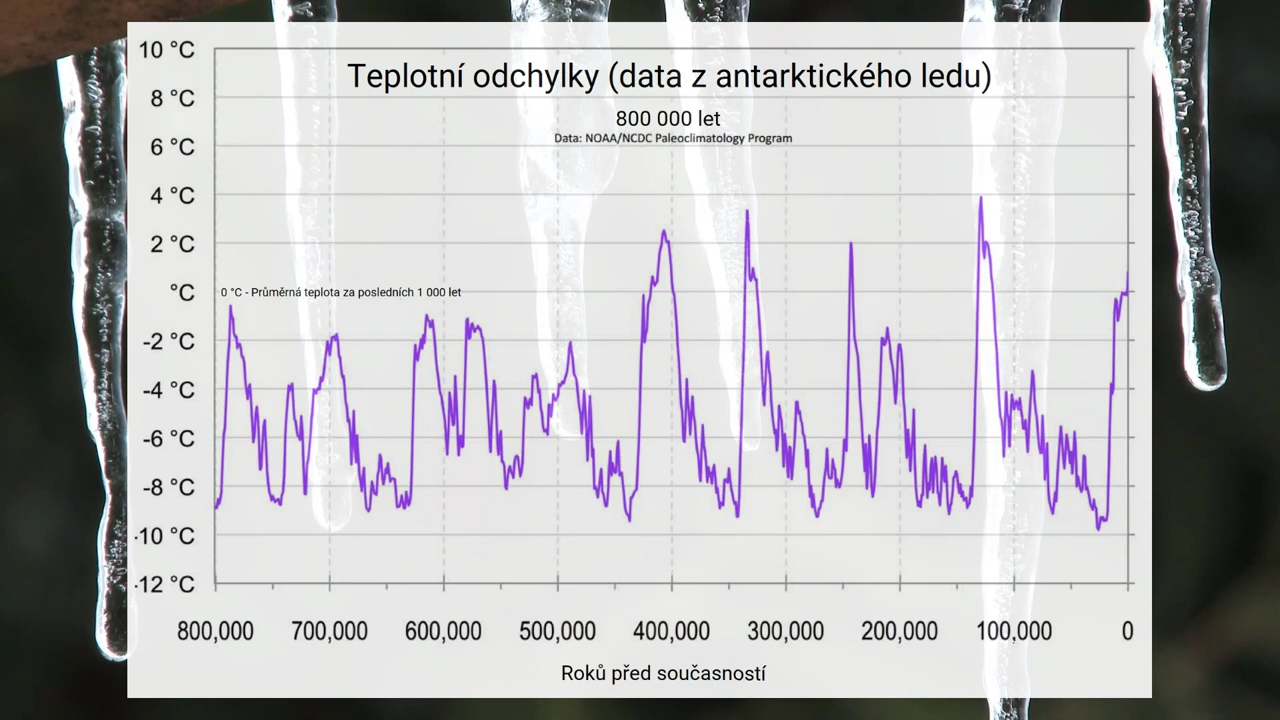 Teplotní odchylky (data z antarktického ledu)
800 000 let
Data: NOAA/NCDC Paleoclimatology Program
10 °C
8 °C
6 °C
4 °C
2 °C
°C
0 °C - Průměrná teplota za posledních 1 000 let
-2 °C
-4 °C
-6 °C
-8 °C
-10 °C
-12 °C
800,000 700,000 600,000 500,000 400,000 300,000 200,000 100,000 0
Roků před současností